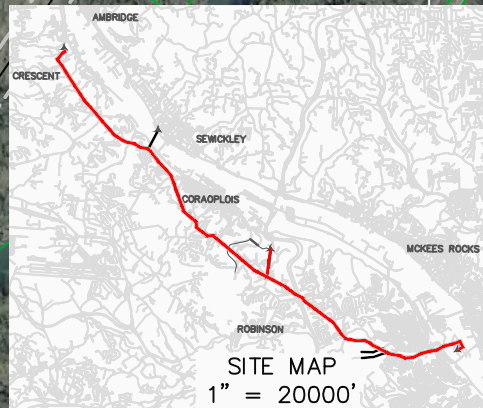 AMBRIDGE
CRESCENT
SEWICKLEY
CORAOPLOIS
MCKEES ROCKS
ROBINSON
SITE MAP
1" = 20000'